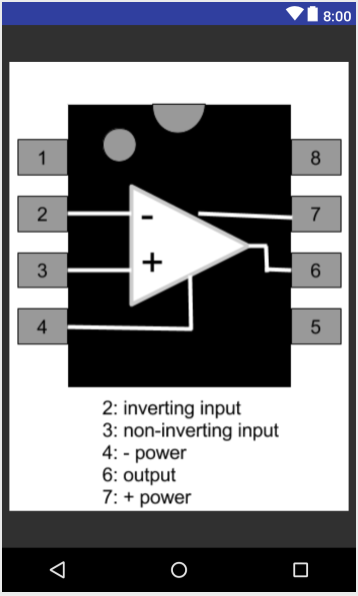 8:00
1
8
2
-
7
3
+
6
4
5
2: inverting input
3: non-inverting input
4: - power
6: output
7: + power